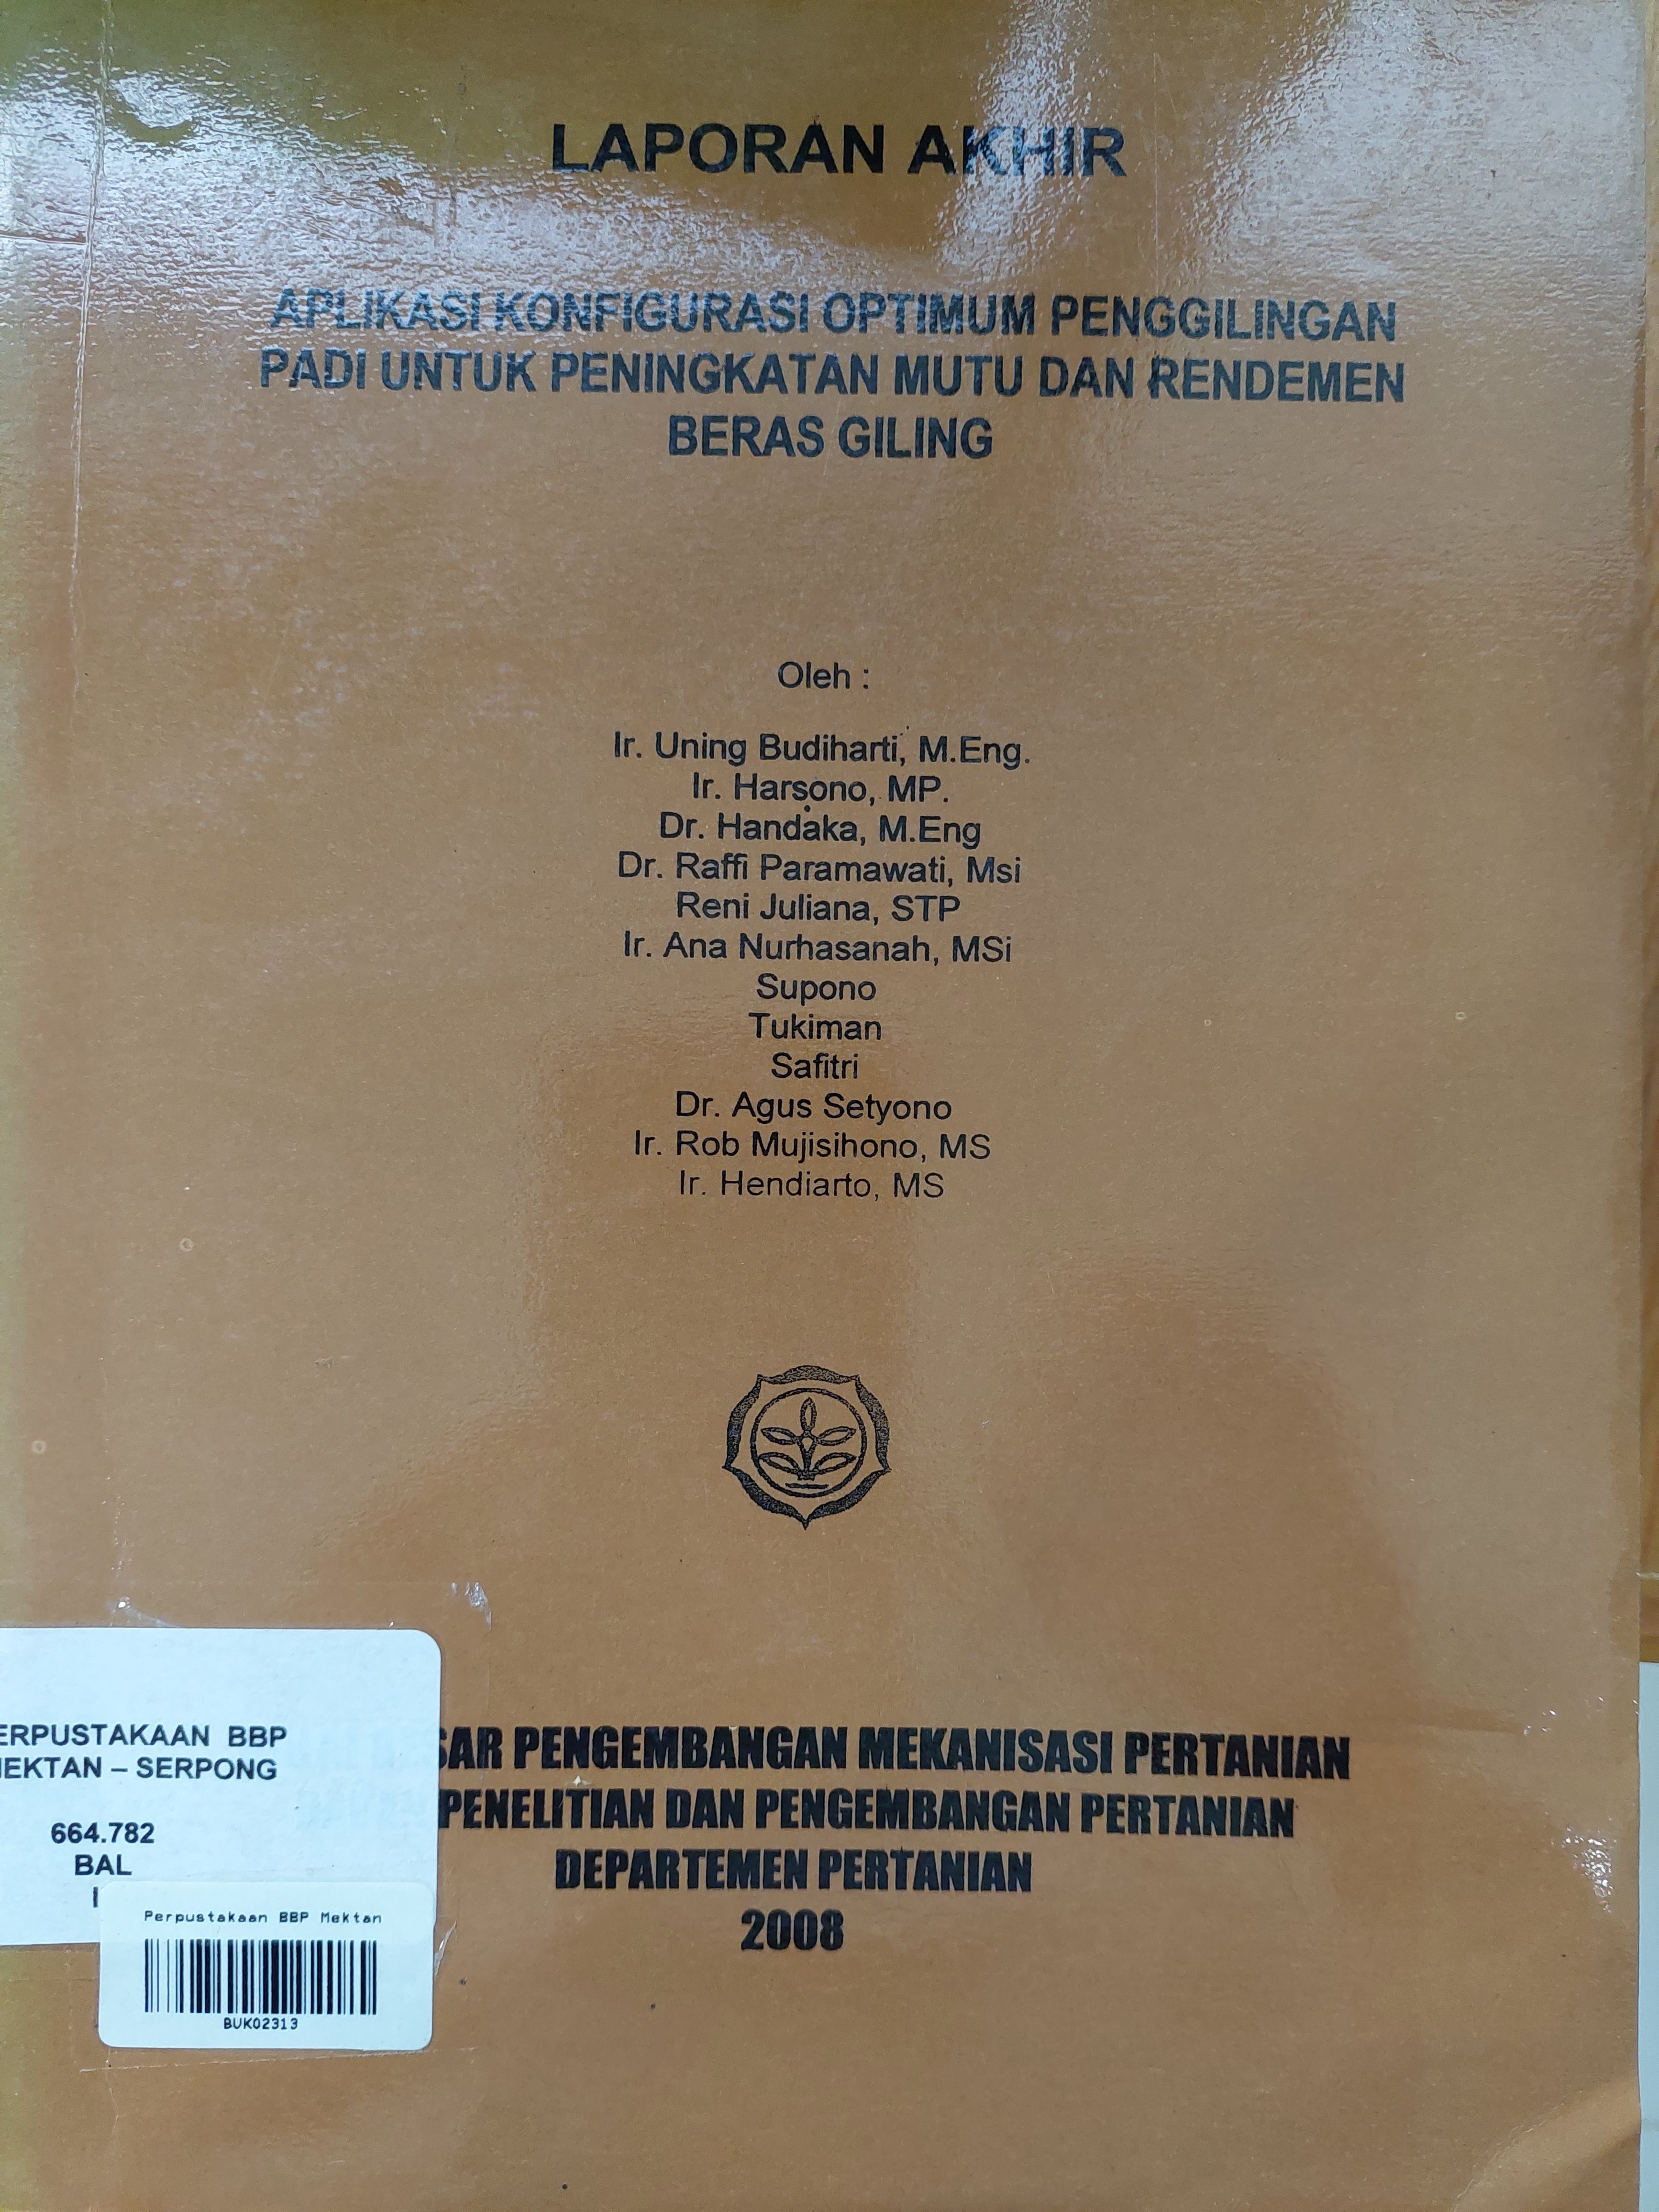 LAPORAN AKHIR
APLIKASI KONFIGURASI OPTIMUM PENGGILINGAN
PADI UNTUK PENINGKATAN MUTU DAN RENDEMEN
BERAS GILING
Oleh :
Ir. Uning Budiharti, M.Eng.
Ir. Harsono, MP.
Dr. Handaka, M.Eng
Dr. Raffi Paramawati, Msi
Reni Juliana, STP
Ir. Ana Nurhasanah, MSi
Supono
Tukiman
Safitri
Dr. Agus Setyono
Ir. Rob Mujisihono, MS
Ir. Hendiarto, MS
SAR PENGEMBANGAN MEKANISASI PERTANIAN
PENELITIAN DAN PENGEMBANGAN PERTANIAN
DEPARTEMEN PERTANIAN
2008
ERPUSTAKAAN BBP
MEKTAN – SERPONG
664.782
BAL
Perpustakaan BBP Mektan
BUK02313